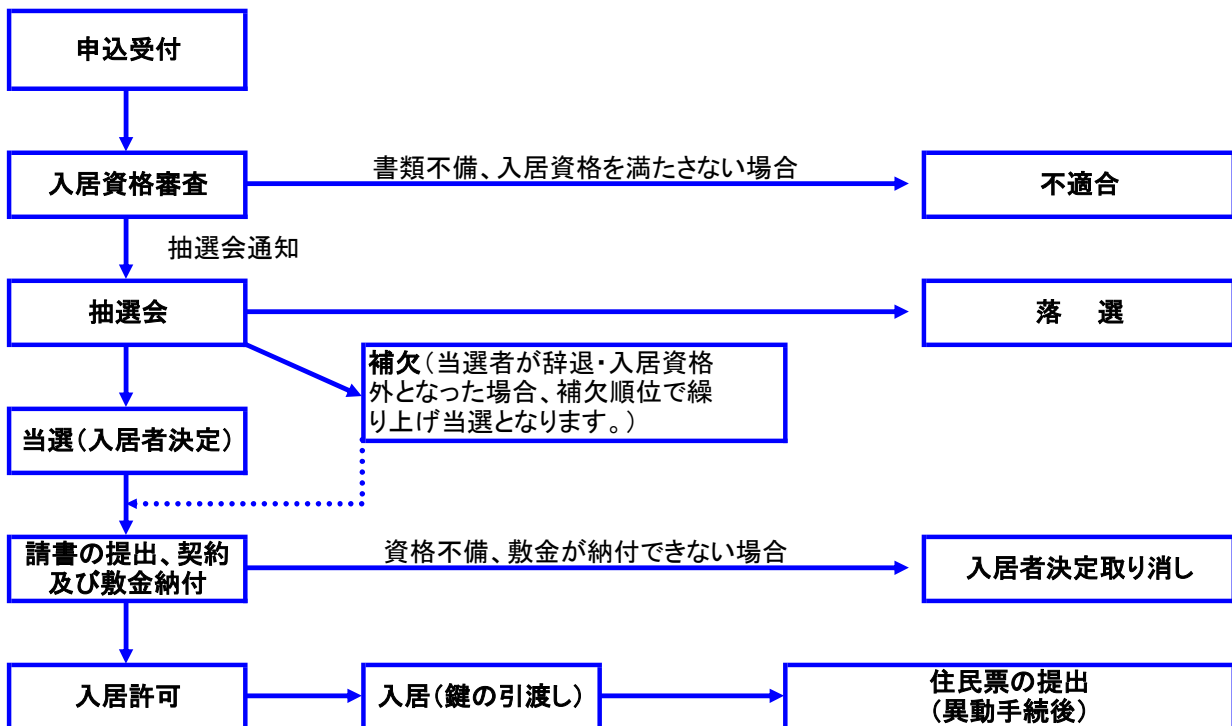 申込受付
書類不備、入居資格を満たさない場合
入居資格審査
不適合
抽選会通知
抽選会
落　選
補欠（当選者が辞退・入居資格
外となった場合、補欠順位で繰
り上げ当選となります。）
当選（入居者決定）
請書の提出、契約
及び敷金納付
資格不備、敷金が納付できない場合
入居者決定取り消し
入居許可
入居（鍵の引渡し）
住民票の提出
（異動手続後）